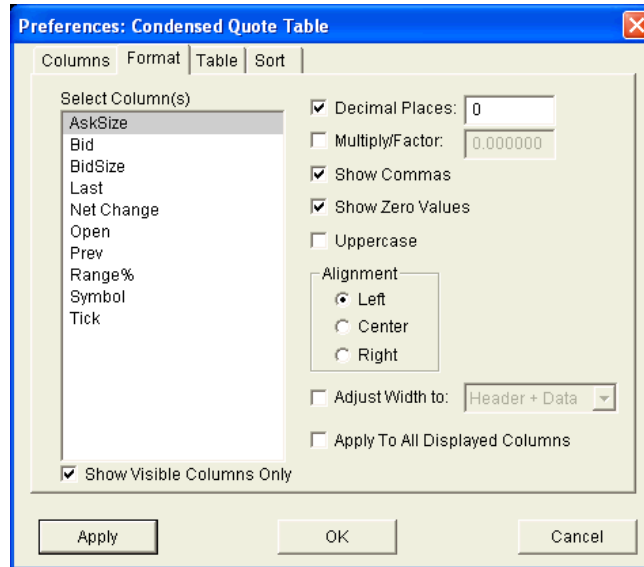 Preferences: Condensed Quote Table
Columns Format Table Sort
Select Column(s)
AskSize
Bid
BidSize
Last
Net Change
Open
Prev
Range%
Symbol
Tick
Show Visible Columns Only
Decimal Places: 0
Multiply/Factor: 0.000000
Show Commas
Show Zero Values
Uppercase
Alignment
Left
Center
Right
Adjust Width to: Header + Data
Apply To All Displayed Columns
Apply OK Cancel